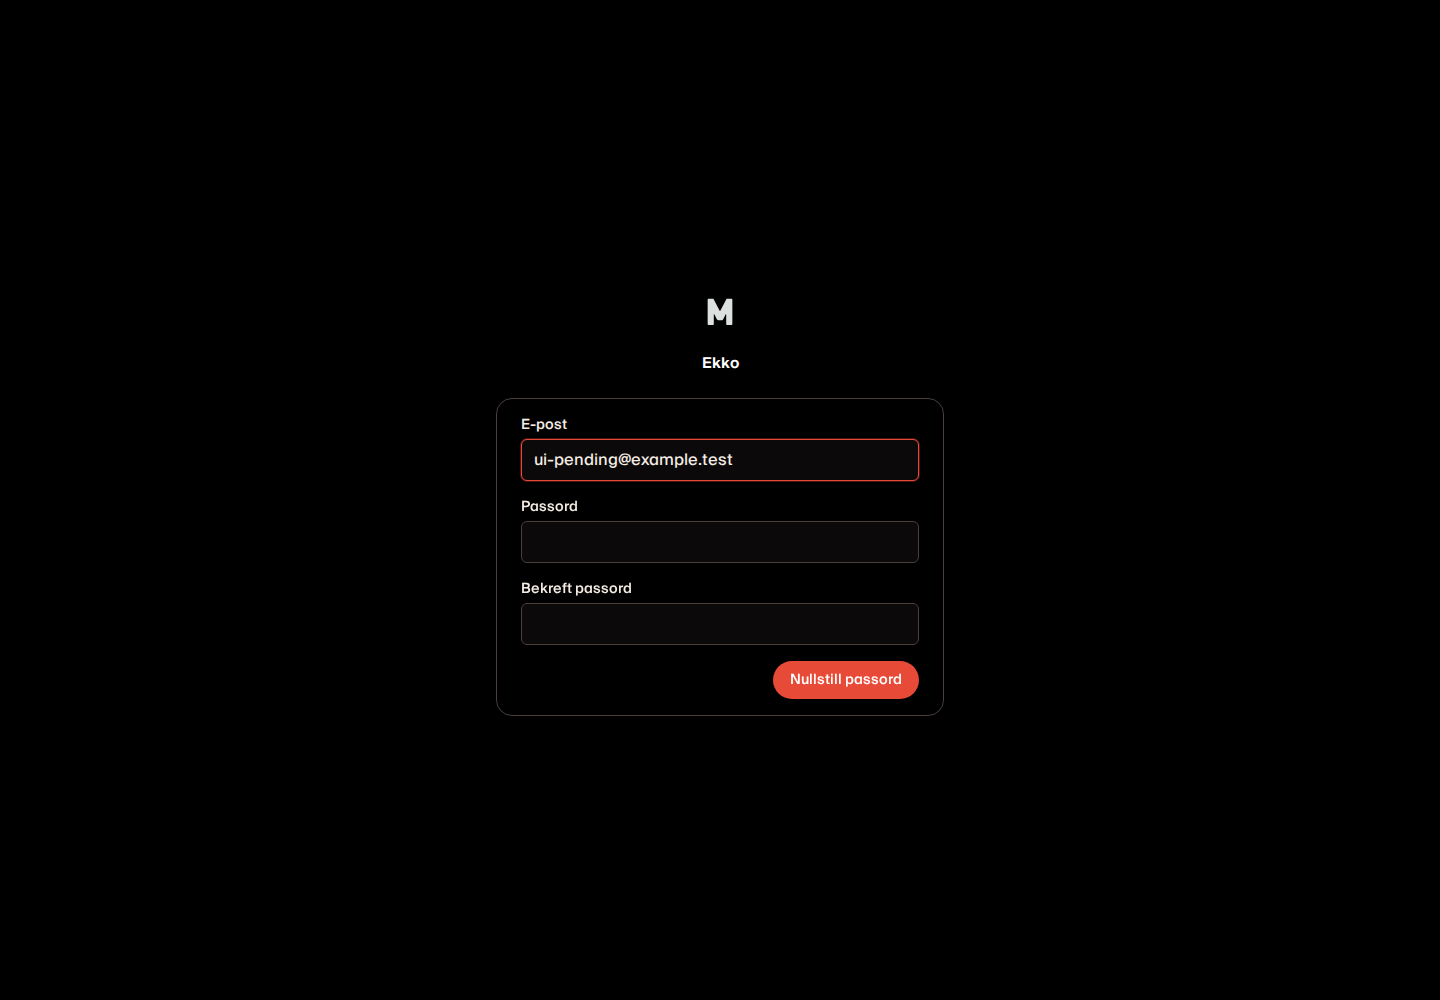 M
Ekko
E-post
ui-pending@example.test
Passord
Bekreft passord
Nullstill passord